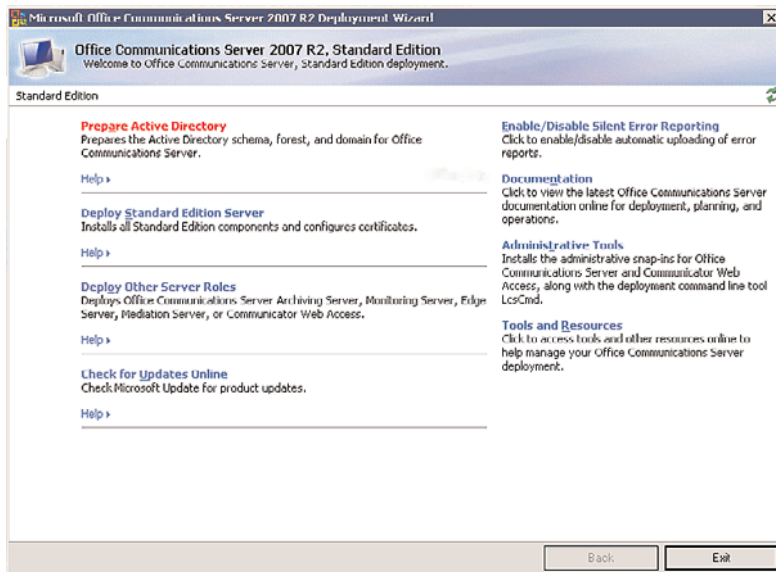 Microsoft Office Communications Server 2007 R2 Deployment Wizard
Office Communications Server 2007 R2, Standard Edition
Welcome to Office Communications Server, Standard Edition deployment.
Standard Edition
Prepare Active Directory
Prepares the Active Directory schema, forest, and domain for Office
Communications Server.
Help
Deploy Standard Edition Server
Installs all Standard Edition components and configures certificates.
Help
Deploy Other Server Roles
Deploys Office Communications Server Archiving Server, Monitoring Server, Edge
Server, Mediation Server, or Communicator Web Access.
Help
Check for Updates Online
Check Microsoft Update for product updates.
Help
Enable/Disable Silent Error Reporting
Click to enable/disable automatic uploading of error
reports.
Documentation
Click to view the latest Office Communications Server
documentation online for deployment, planning, and
operations.
Administrative Tools
Installs the administrative snap-ins for Office
Communications Server and Communicator Web
Access, along with the deployment command line tool
LcsCmd.
Tools and Resources
Click to access tools and other resources online to
help manage your Office Communications Server
deployment.
Back
Exit